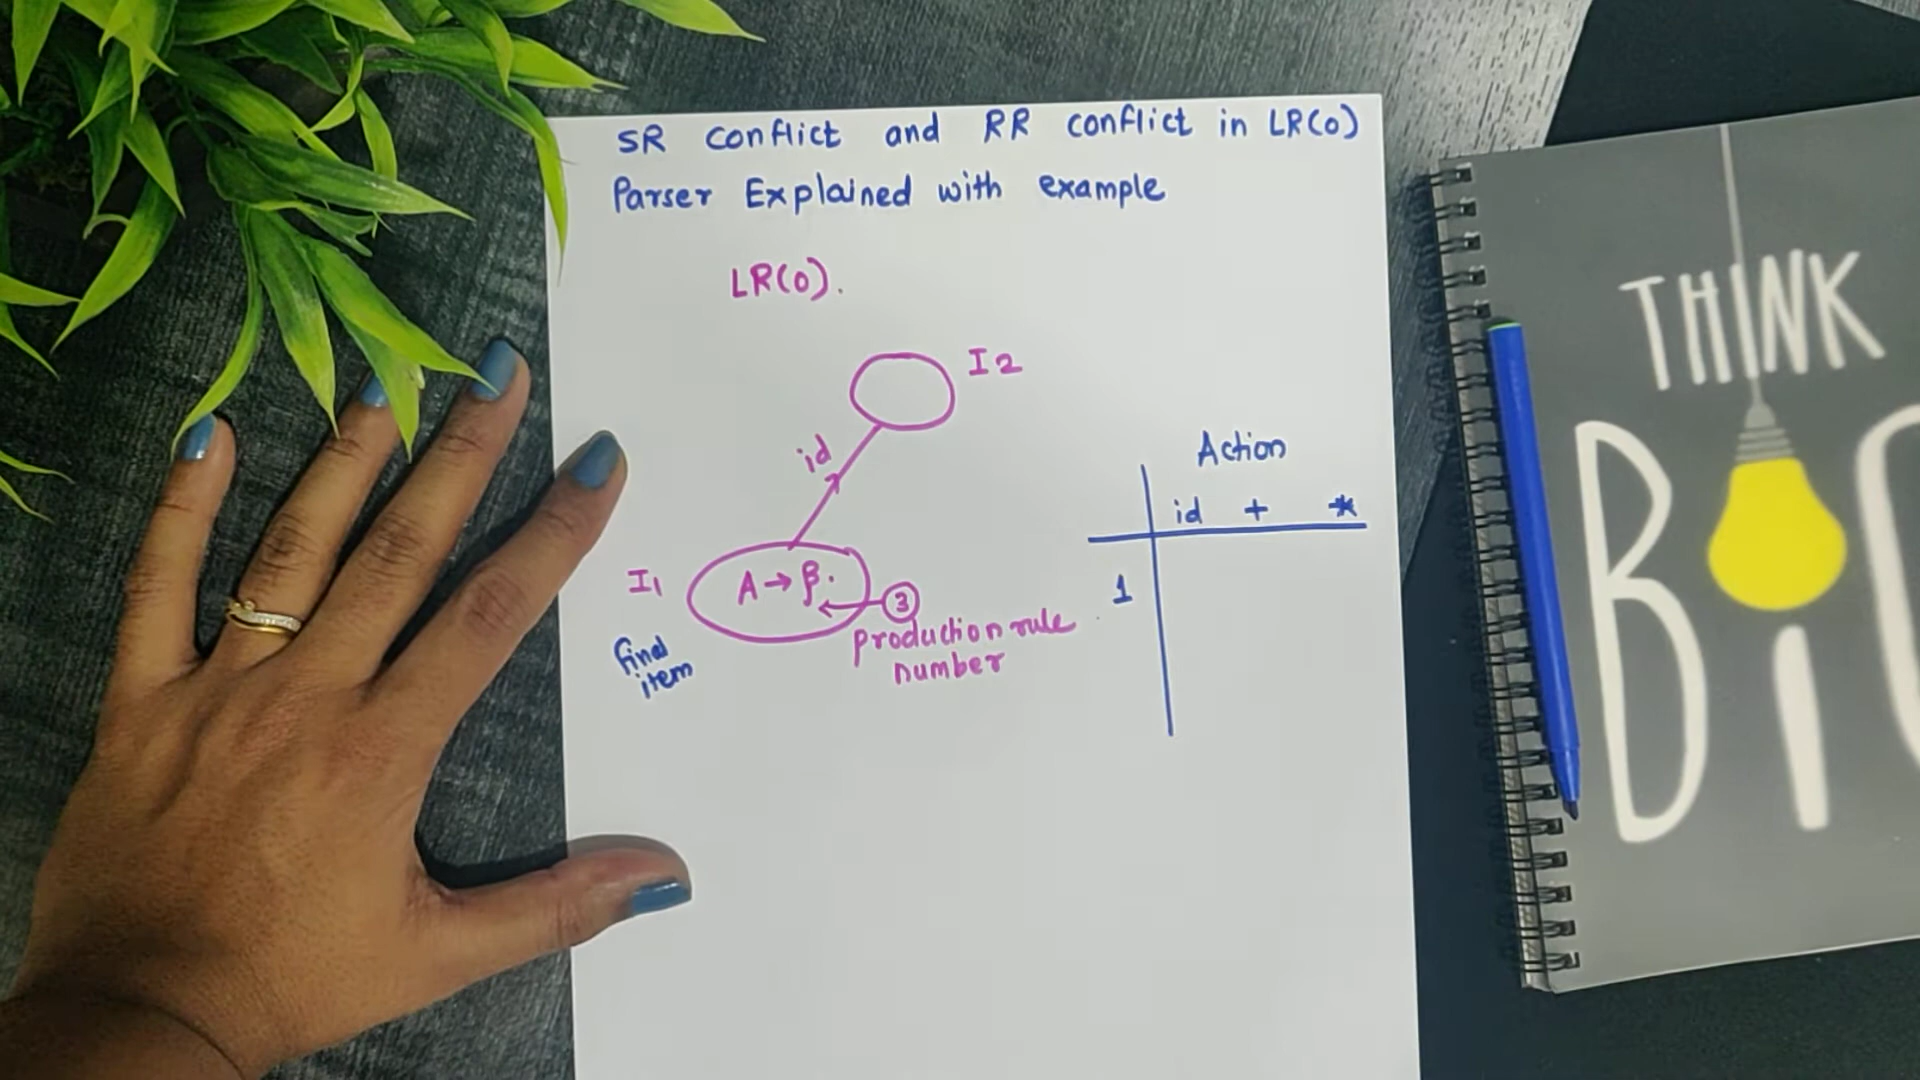 SR conflict and RR conflict in LR(0)
Parser Explained with example
LR(0).
I2
id
Action
id + *
I1
A → β.
3
1
Production rule
number
final
item
THINK